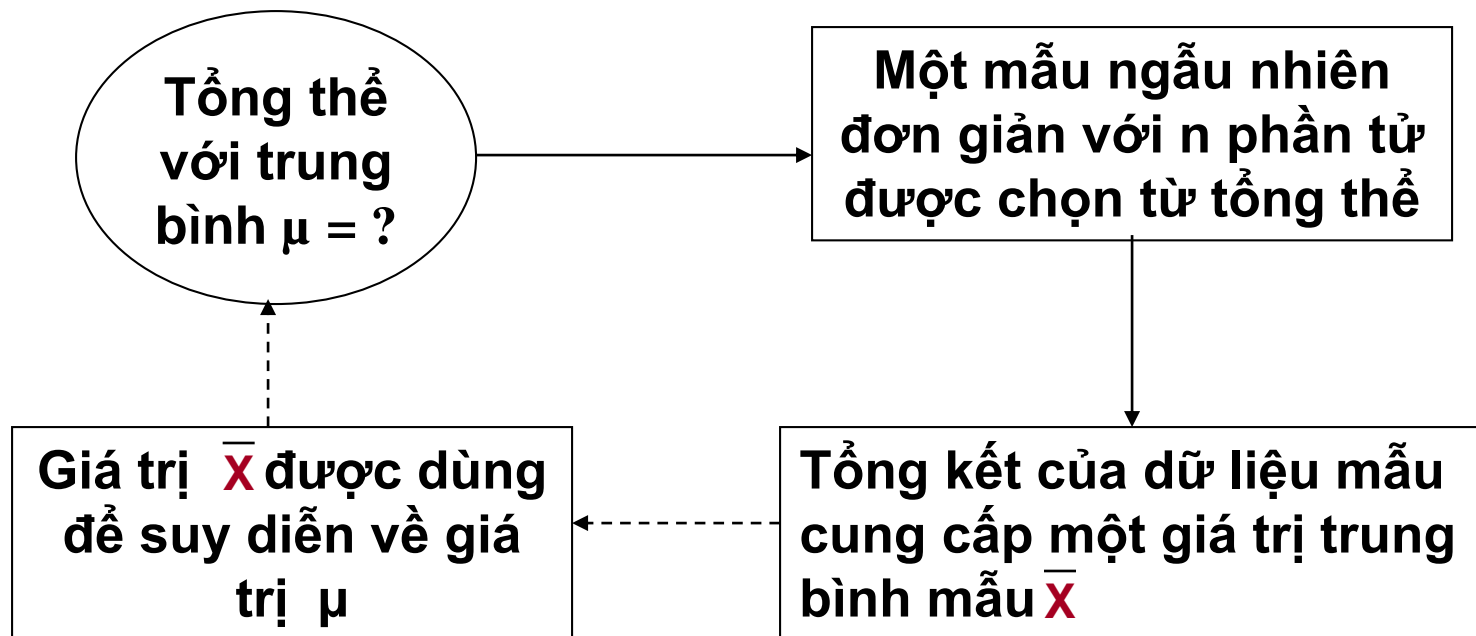 Tổng thể
với trung
bình μ = ?
Một mẫu ngẫu nhiên
đơn giản với n phần tử
được chọn từ tổng thể
Tổng kết của dữ liệu mẫu
cung cấp một giá trị trung
bình mẫu x̅
Giá trị x̅ được dùng
để suy diễn về giá
trị μ